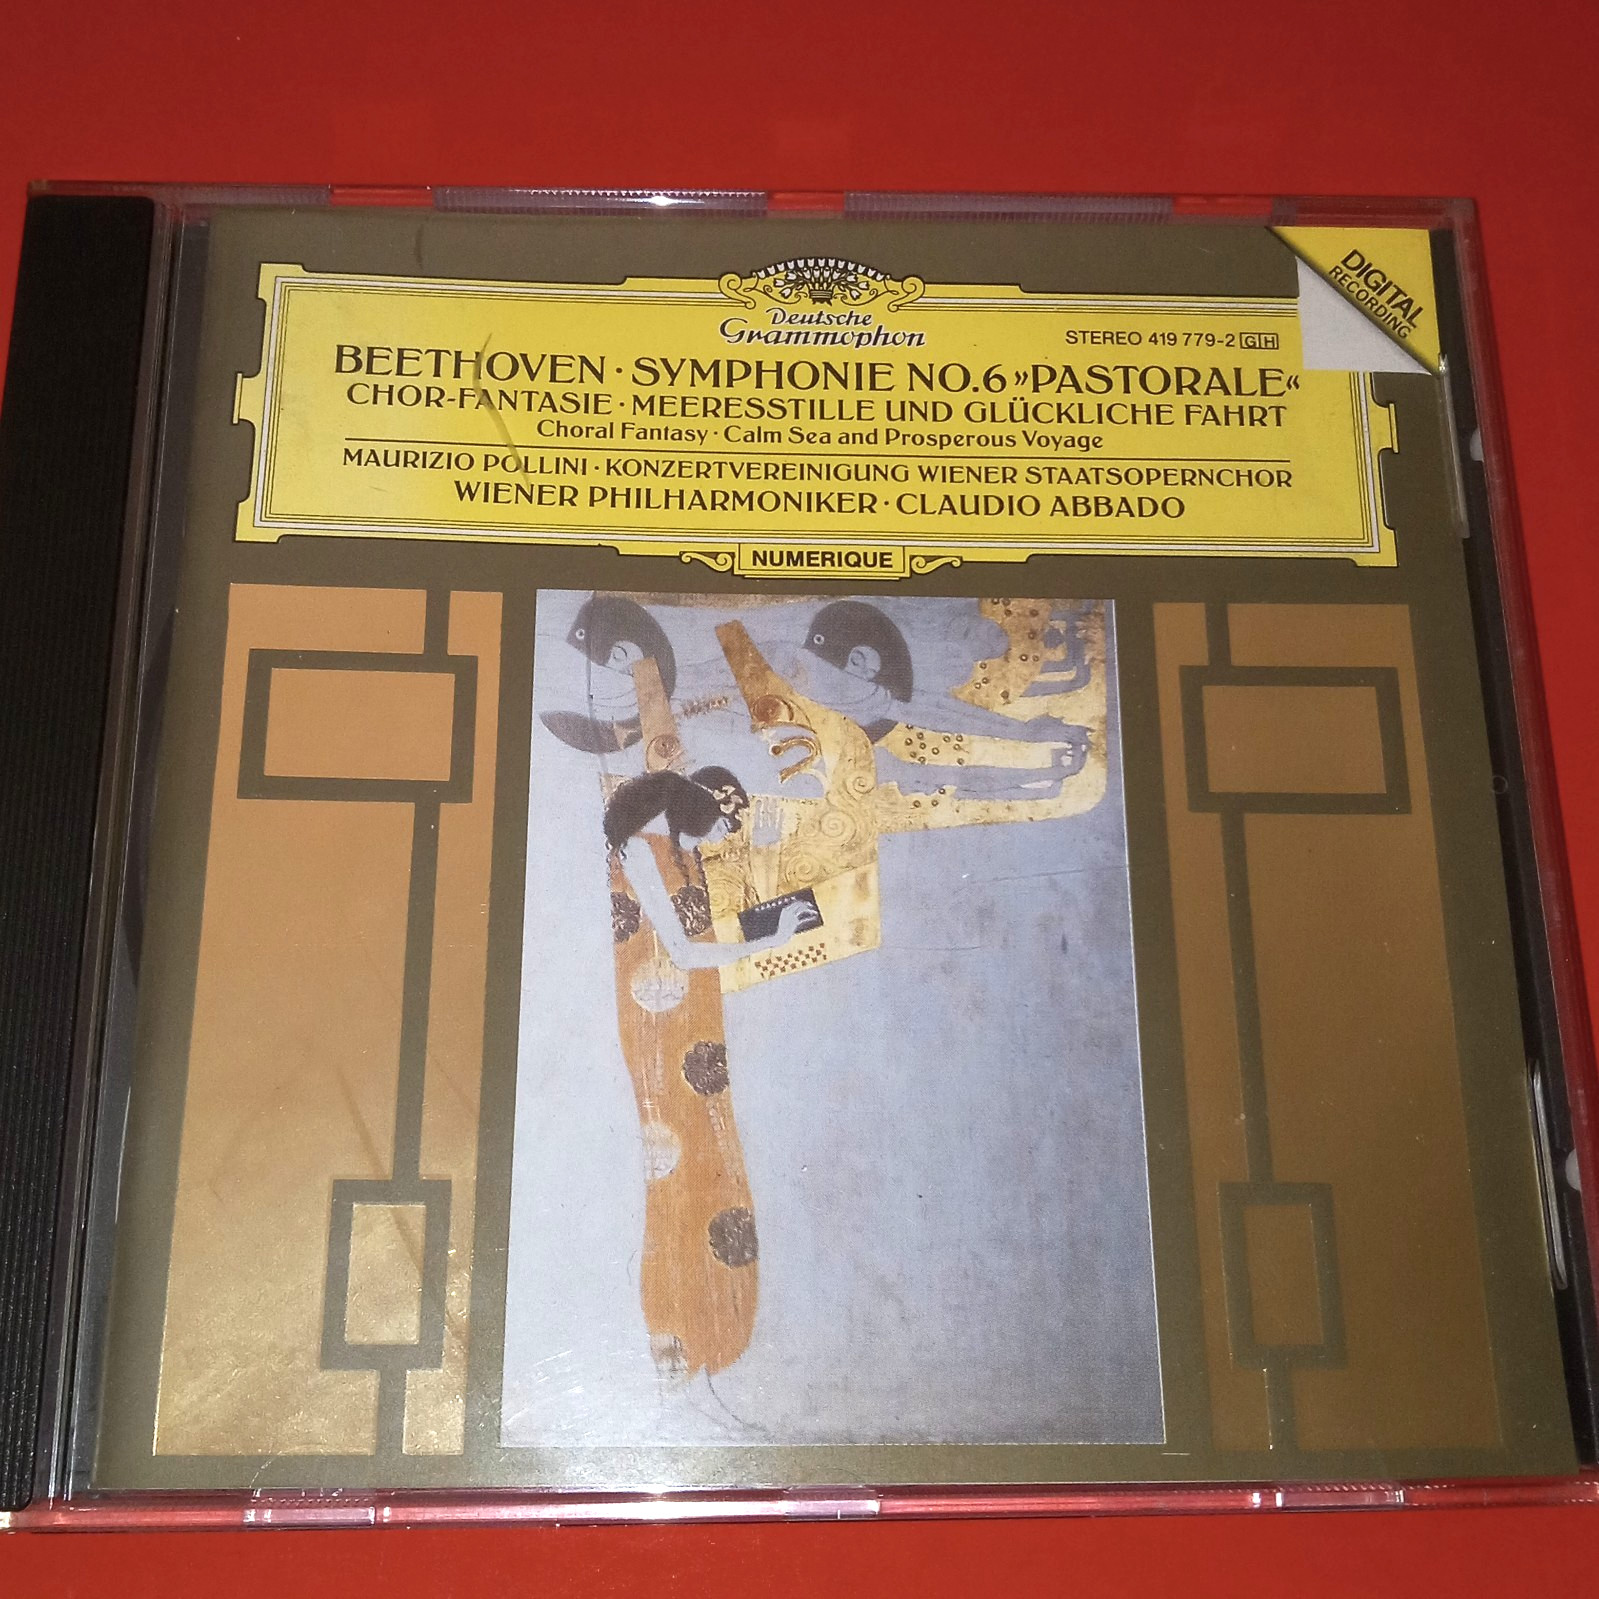 DIGITAL
RECORDING
Deutsche
Grammophon
STEREO 419 779-2 GH
BEETHOVEN · SYMPHONIE NO.6 »PASTORALE«
CHOR-FANTASIE · MEERESSTILLE UND GLÜCKLICHE FAHRT
Choral Fantasy · Calm Sea and Prosperous Voyage
MAURIZIO POLLINI · KONZERTVEREINIGUNG WIENER STAATSOPERNCHOR
WIENER PHILHARMONIKER · CLAUDIO ABBADO
NUMERIQUE